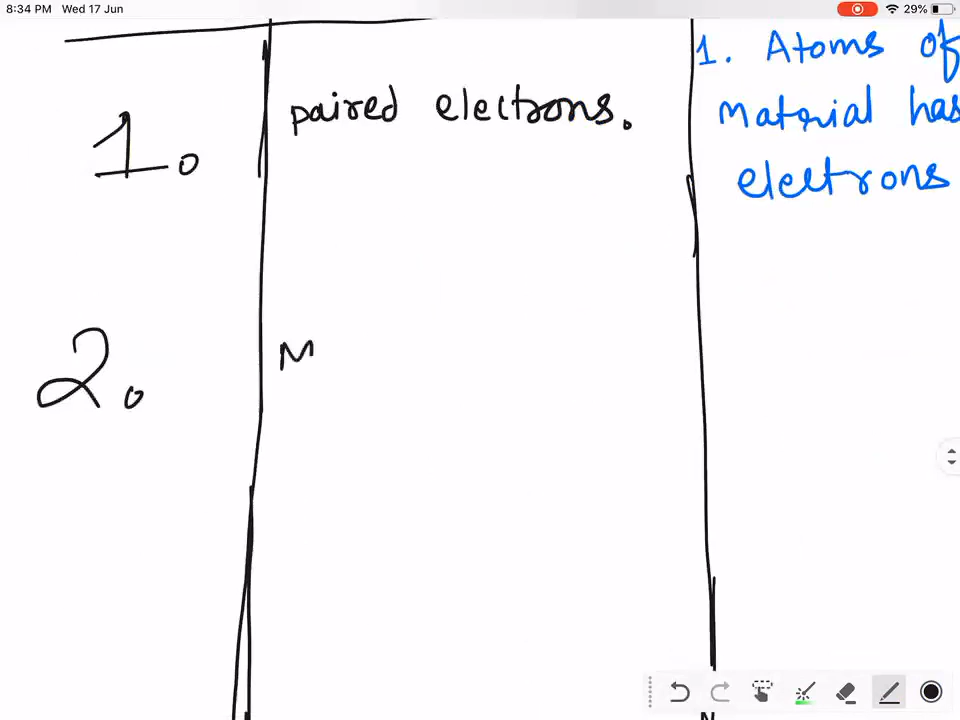 8:34 PM Wed 17 Jun
29%
1. paired electrons.
1. Atoms of
material has
electrons
2. M